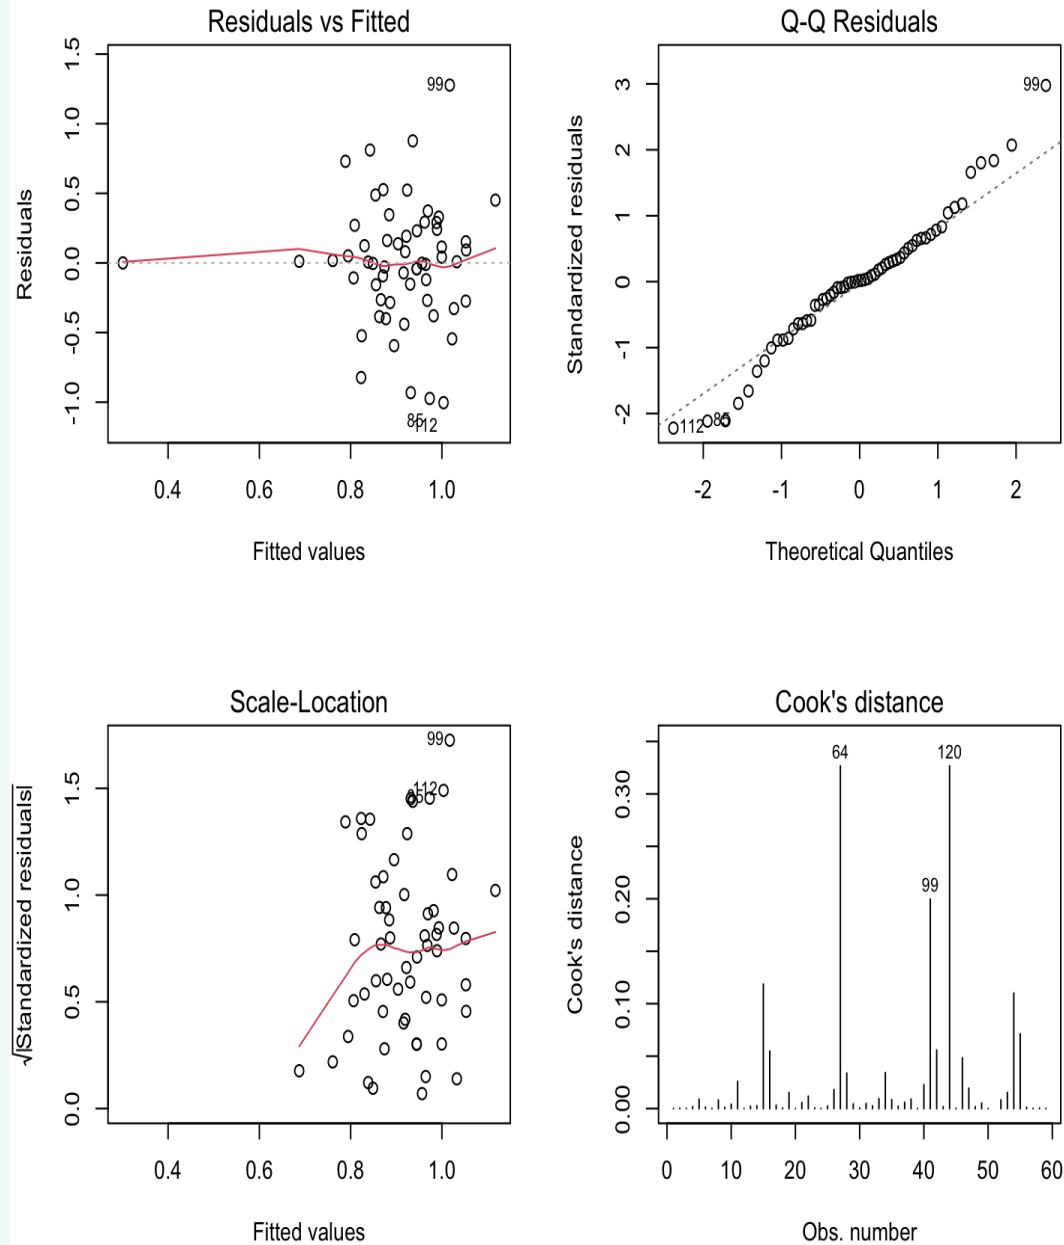 Residuals vs Fitted
Residuals
1.5
1.0
0.5
0.0
-0.5
-1.0
99
112
0.4 0.6 0.8 1.0
Fitted values
Q-Q Residuals
Standardized residuals
3
2
1
0
-1
-2
99
112
-2 -1 0 1 2
Theoretical Quantiles
Scale-Location
√|Standardized residuals|
1.5
1.0
0.5
0.0
99
112
0.4 0.6 0.8 1.0
Fitted values
Cook's distance
Cook's distance
0.30
0.20
0.10
0.00
64
120
99
0 10 20 30 40 50 60
Obs. number